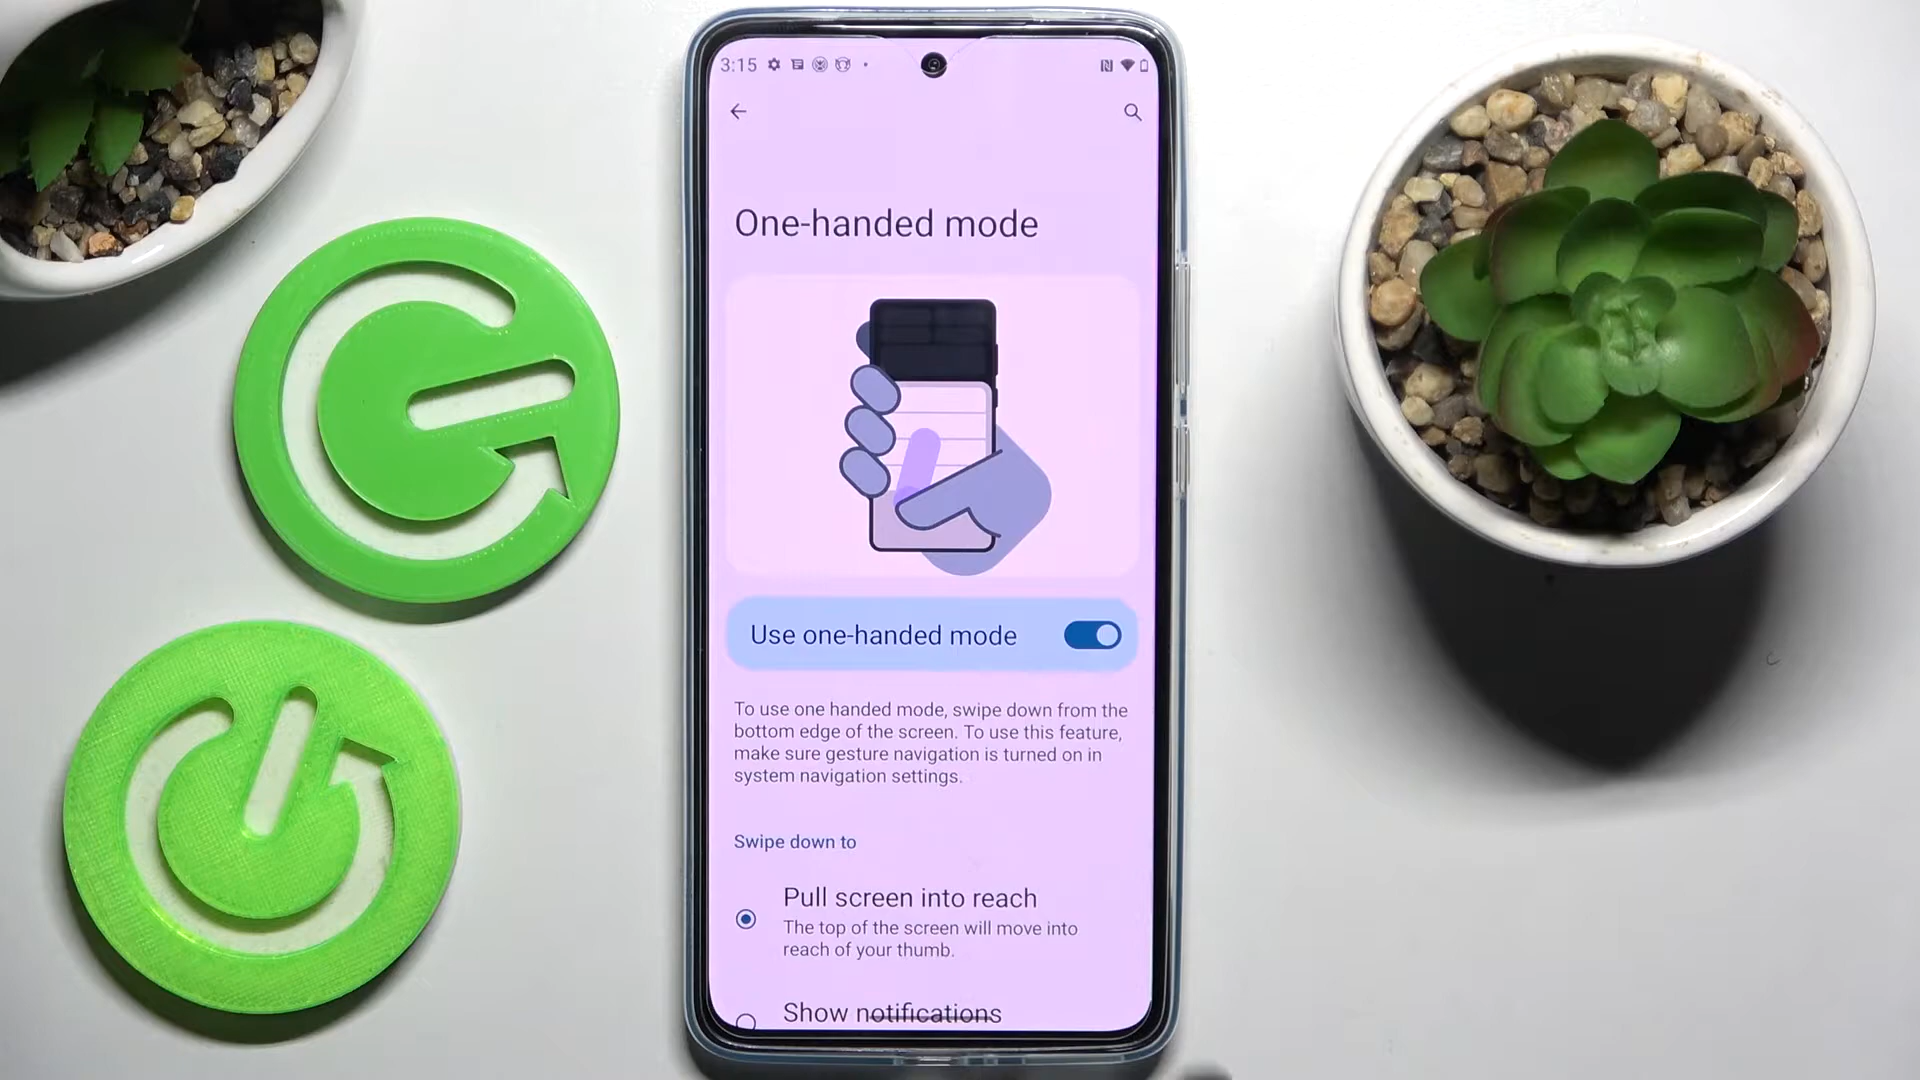 3:15
One-handed mode
Use one-handed mode
To use one handed mode, swipe down from the
bottom edge of the screen. To use this feature,
make sure gesture navigation is turned on in
system navigation settings.
Swipe down to
Pull screen into reach
The top of the screen will move into
reach of your thumb.
Show notifications